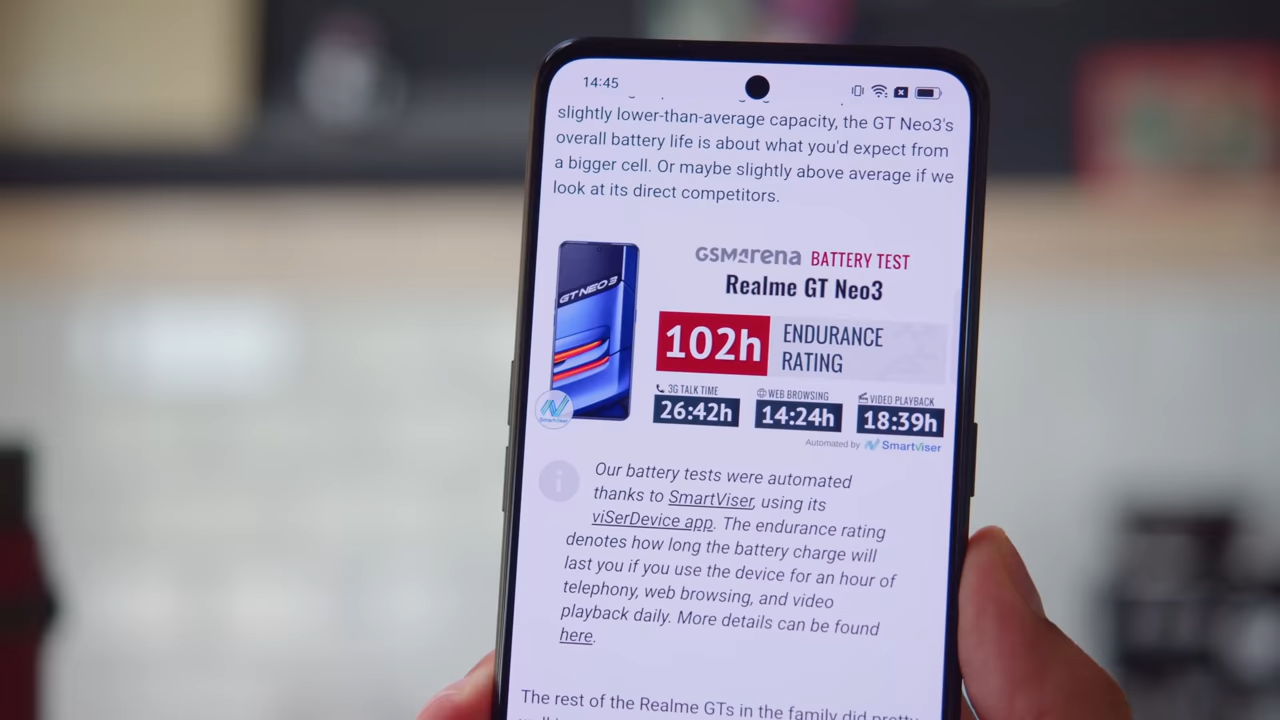 14:45
slightly lower-than-average capacity, the GT Neo3's
overall battery life is about what you'd expect from
a bigger cell. Or maybe slightly above average if we
look at its direct competitors.
GSMArena BATTERY TEST
Realme GT Neo3
GT NEO 3
102h
ENDURANCE
RATING
3G TALK TIME
26:42h
WEB BROWSING
14:24h
VIDEO PLAYBACK
18:39h
SmartViser
Automated by SmartViser
Our battery tests were automated
thanks to SmartViser, using its
viSerDevice app. The endurance rating
denotes how long the battery charge will
last you if you use the device for an hour of
telephony, web browsing, and video
playback daily. More details can be found
here.
The rest of the Realme GTs in the family did pretty